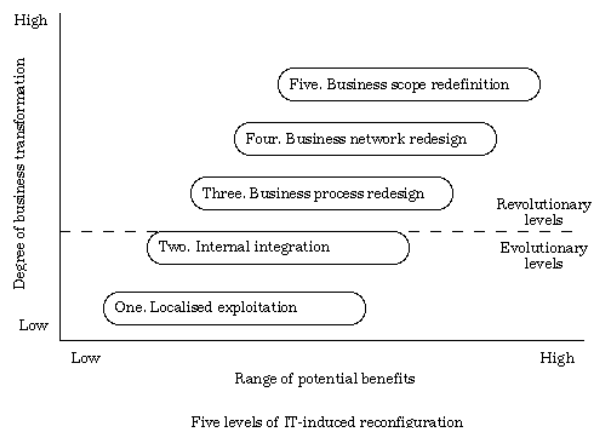 High
Five. Business scope redefinition
Four. Business network redesign
Three. Business process redesign
Revolutionary
levels
Two. Internal integration
Evolutionary
levels
One. Localised exploitation
Low
Degree of business transformation
Low
High
Range of potential benefits
Five levels of IT-induced reconfiguration